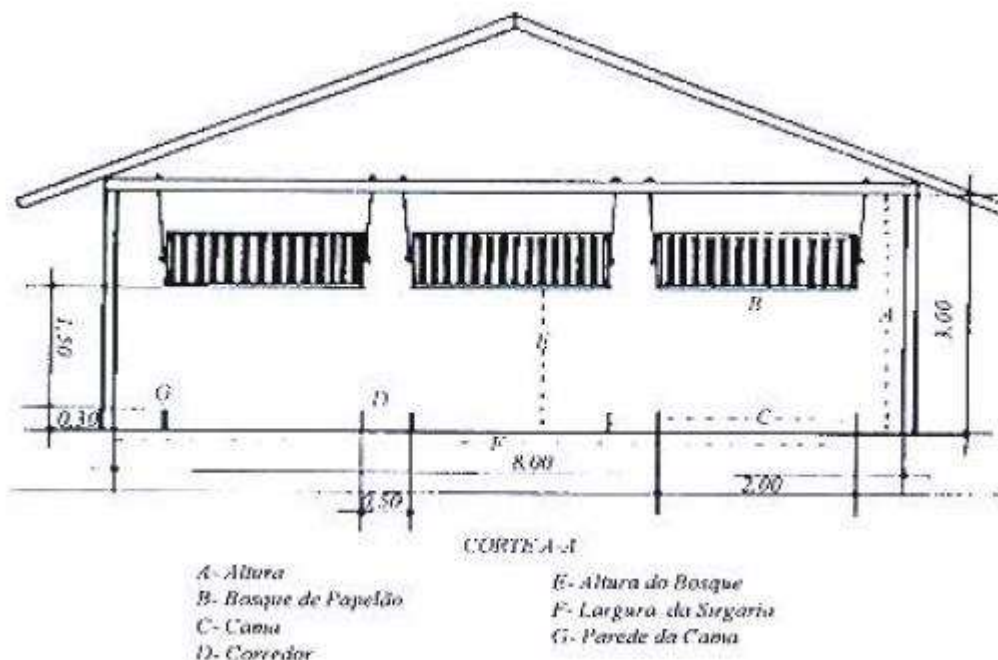 B
A
E
1,50
3.00
G
D
0.30
C
F
8,00
2,00
0,50
CORTE A-A
A- Altura
B- Bosque de Papelão
C- Cama
D- Corredor
E- Altura do Bosque
F- Largura da Sirgaria
G- Parede da Cama